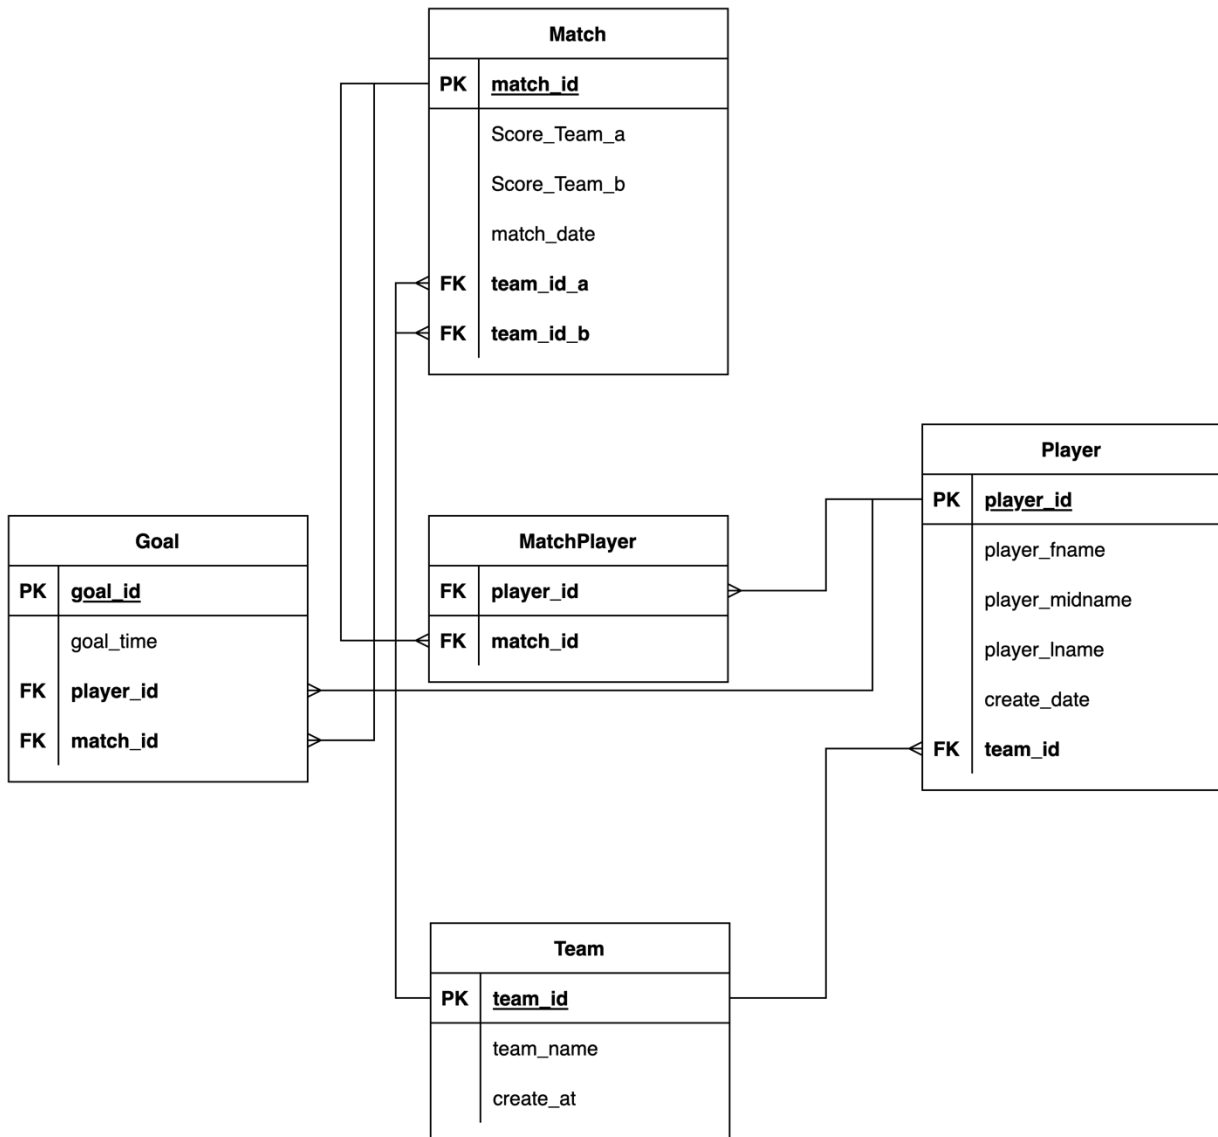 Match
PK match_id
Score_Team_a
Score_Team_b
match_date
FK team_id_a
FK team_id_b
Player
PK player_id
player_fname
player_midname
player_lname
create_date
FK team_id
Goal
PK goal_id
goal_time
FK player_id
FK match_id
MatchPlayer
FK player_id
FK match_id
Team
PK team_id
team_name
create_at